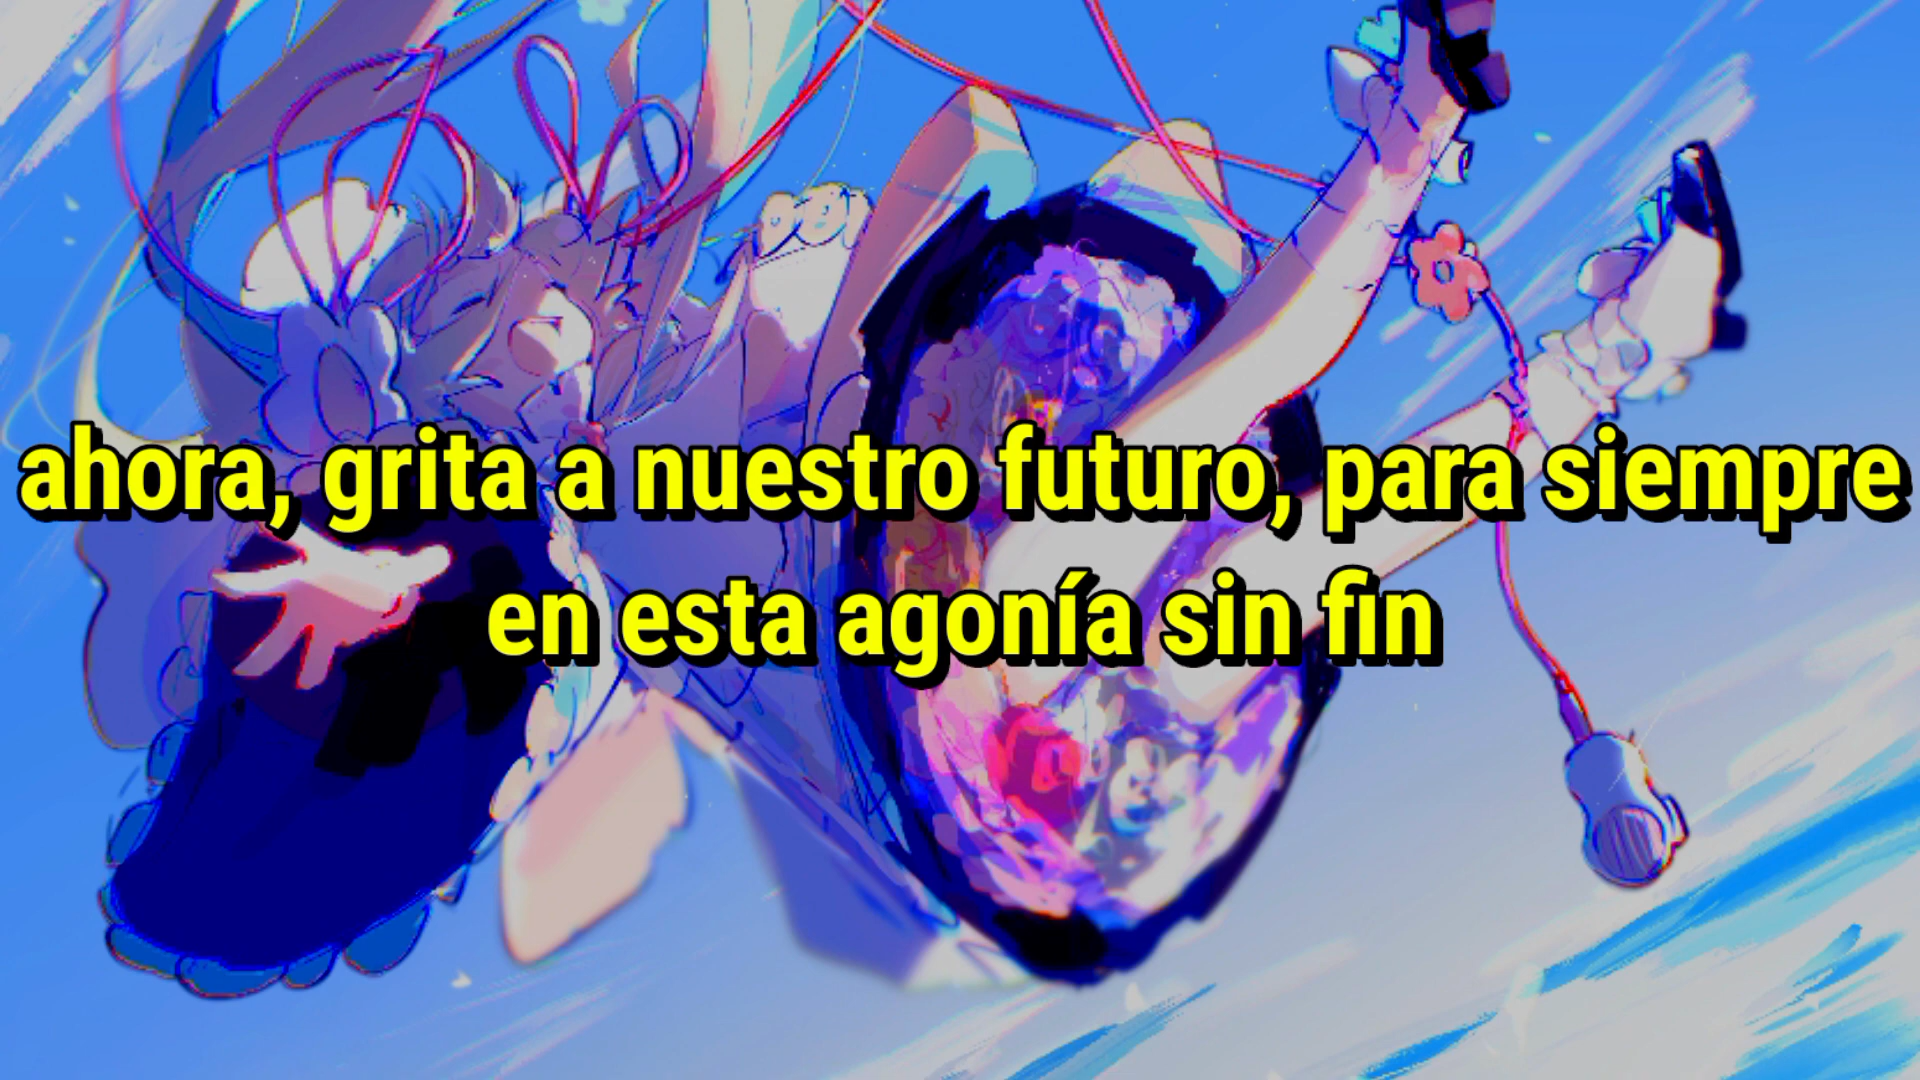 ahora, grita a nuestro futuro, para siempre
en esta agonía sin fin